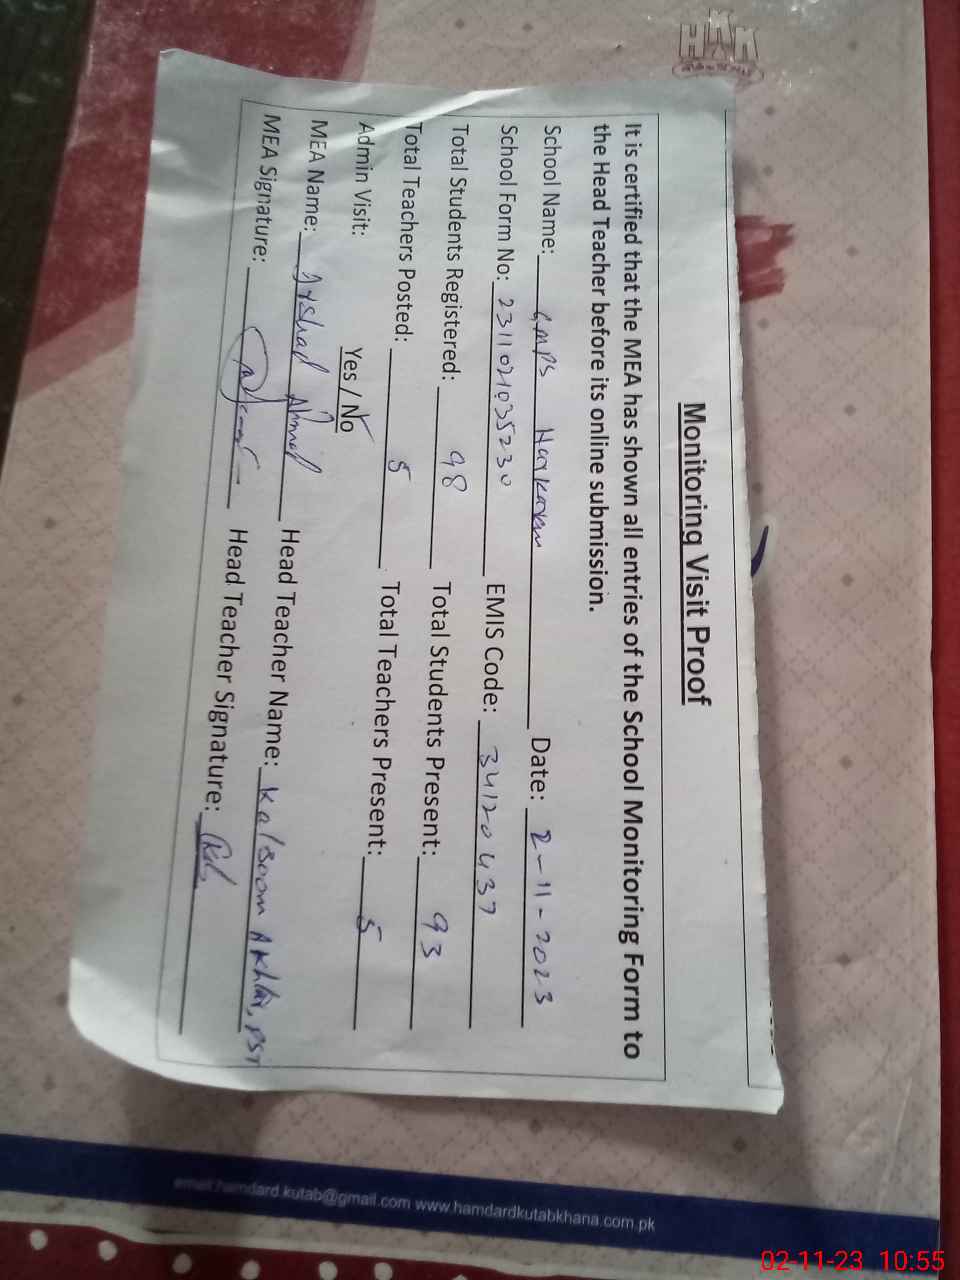 Monitoring Visit Proof
It is certified that the MEA has shown all entries of the School Monitoring Form to
the Head Teacher before its online submission.
School Name: GMPS Date: 2-11-2023
School Form No: 2311021035230 EMIS Code: 34120437
Total Students Registered: 98 Total Students Present: 93
Total Teachers Posted: 5 Total Teachers Present: 5
Admin Visit: Yes / No
MEA Name: Arshad Ahmad Head Teacher Name: Kalsoom Akhtar, PST
MEA Signature: Head Teacher Signature:
email:hamdard.kutab@gmail.com www.hamdardkutabkhana.com.pk
02-11-23 10:55